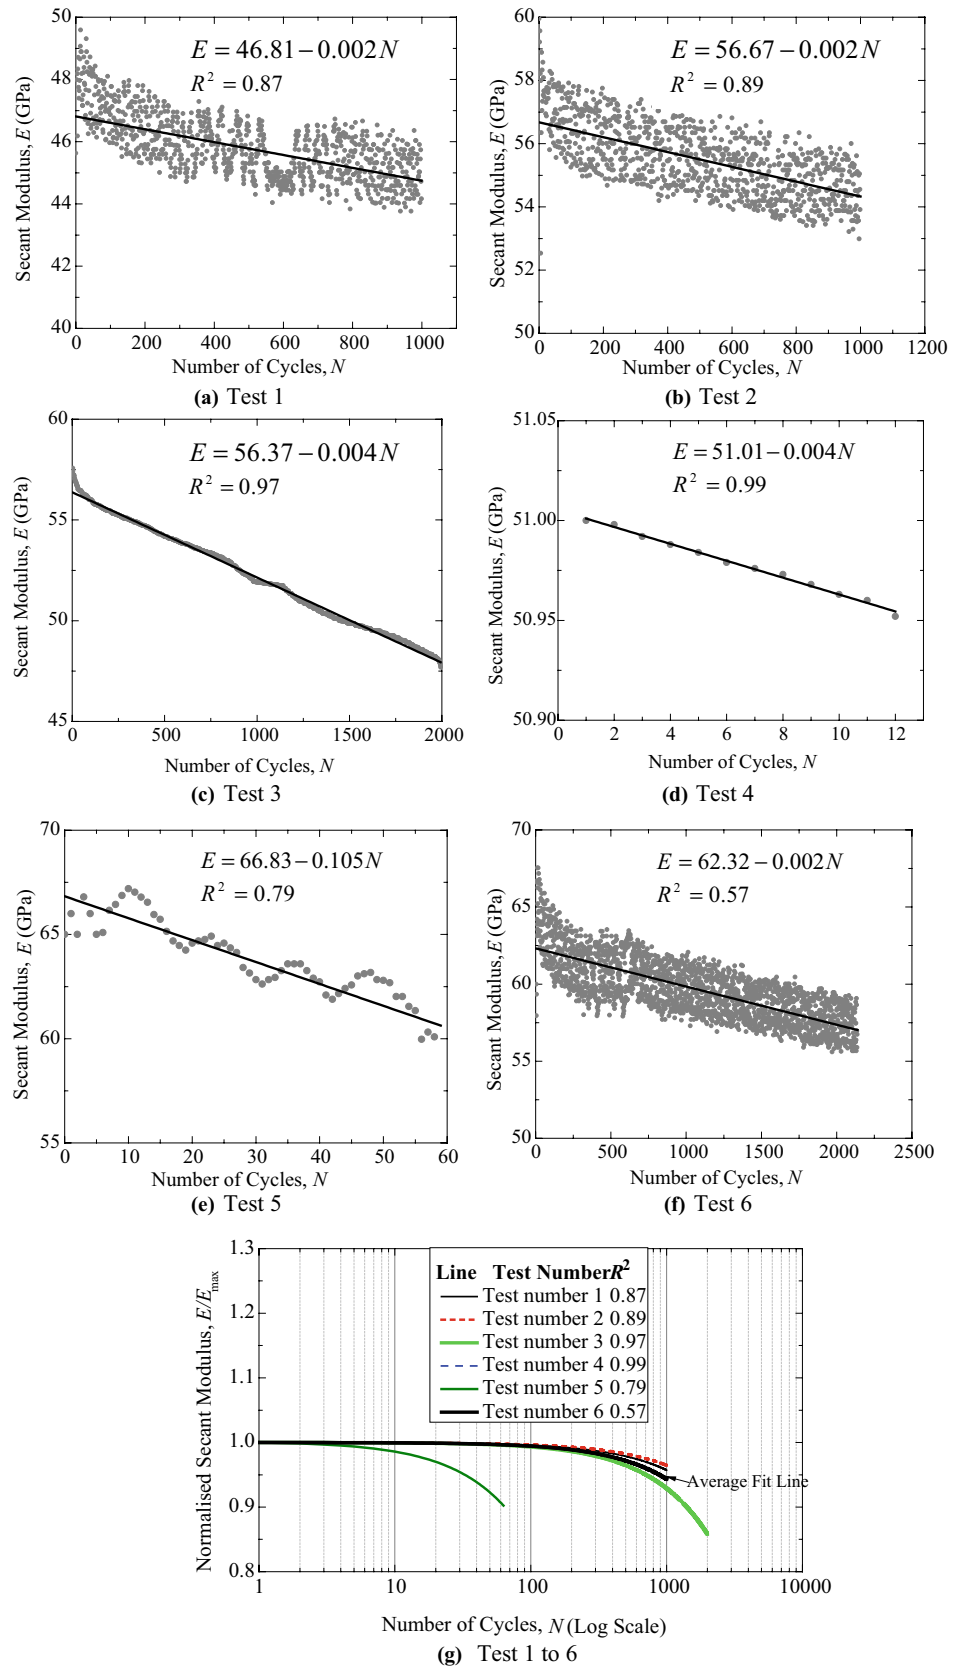 50
48
46
44
42
40
Secant Modulus, E (GPa)
E = 46.81 − 0.002N
R² = 0.87
0 200 400 600 800 1000
Number of Cycles, N
(a) Test 1
60
58
56
54
52
50
Secant Modulus, E (GPa)
E = 56.67 − 0.002N
R² = 0.89
0 200 400 600 800 1000 1200
Number of Cycles, N
(b) Test 2
60
55
50
45
Secant Modulus, E (GPa)
E = 56.37 − 0.004N
R² = 0.97
0 500 1000 1500 2000
Number of Cycles, N
(c) Test 3
51.05
51.00
50.95
50.90
Secant Modulus, E (GPa)
E = 51.01 − 0.004N
R² = 0.99
0 2 4 6 8 10 12
Number of Cycles, N
(d) Test 4
70
65
60
55
Secant Modulus, E (GPa)
E = 66.83 − 0.105N
R² = 0.79
0 10 20 30 40 50 60
Number of Cycles, N
(e) Test 5
70
65
60
55
50
Secant Modulus, E (GPa)
E = 62.32 − 0.002N
R² = 0.57
0 500 1000 1500 2000 2500
Number of Cycles, N
(f) Test 6
1.3
1.2
1.1
1.0
0.9
0.8
Normalised Secant Modulus, E/Emax
Line Test Number R²
Test number 1 0.87
Test number 2 0.89
Test number 3 0.97
Test number 4 0.99
Test number 5 0.79
Test number 6 0.57
Average Fit Line
1 10 100 1000 10000
Number of Cycles, N (Log Scale)
(g) Test 1 to 6